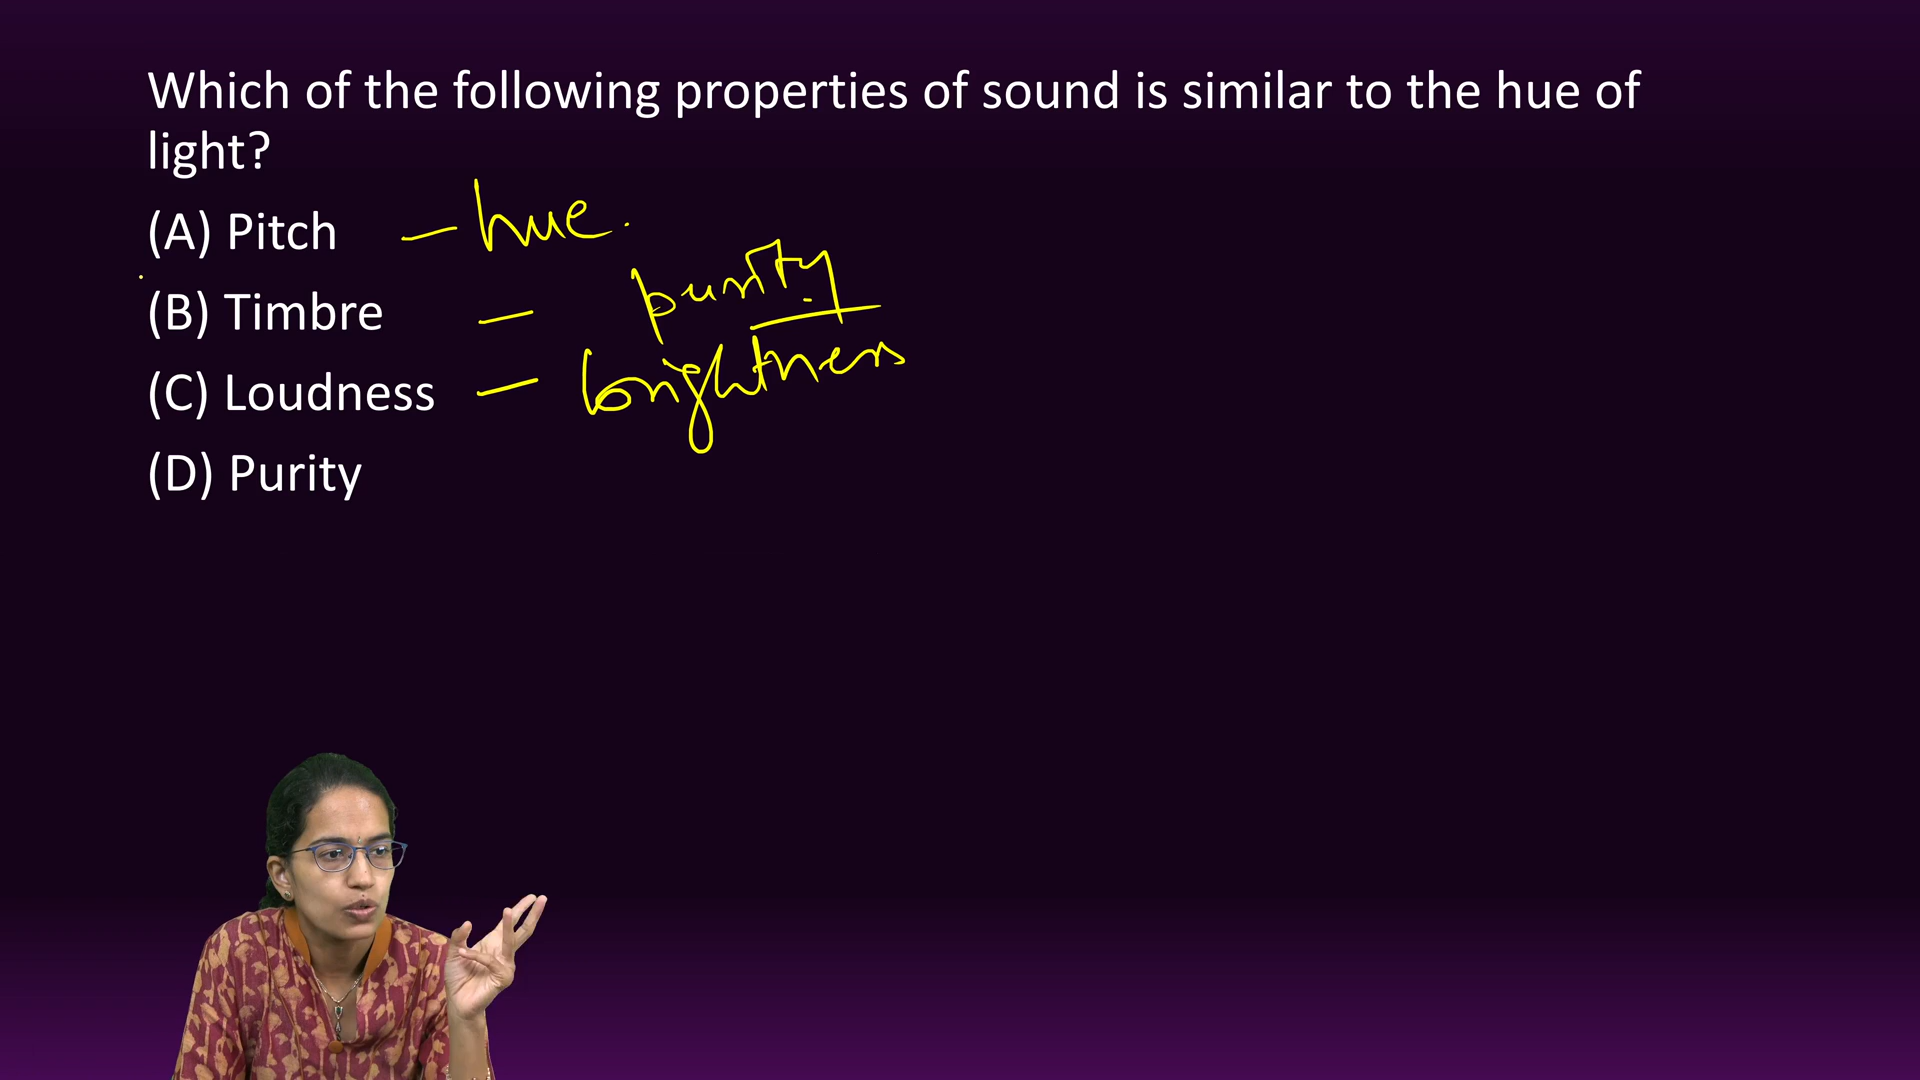 Which of the following properties of sound is similar to the hue of
light?
(A) Pitch – hue.
(B) Timbre – purity
(C) Loudness – brightness
(D) Purity